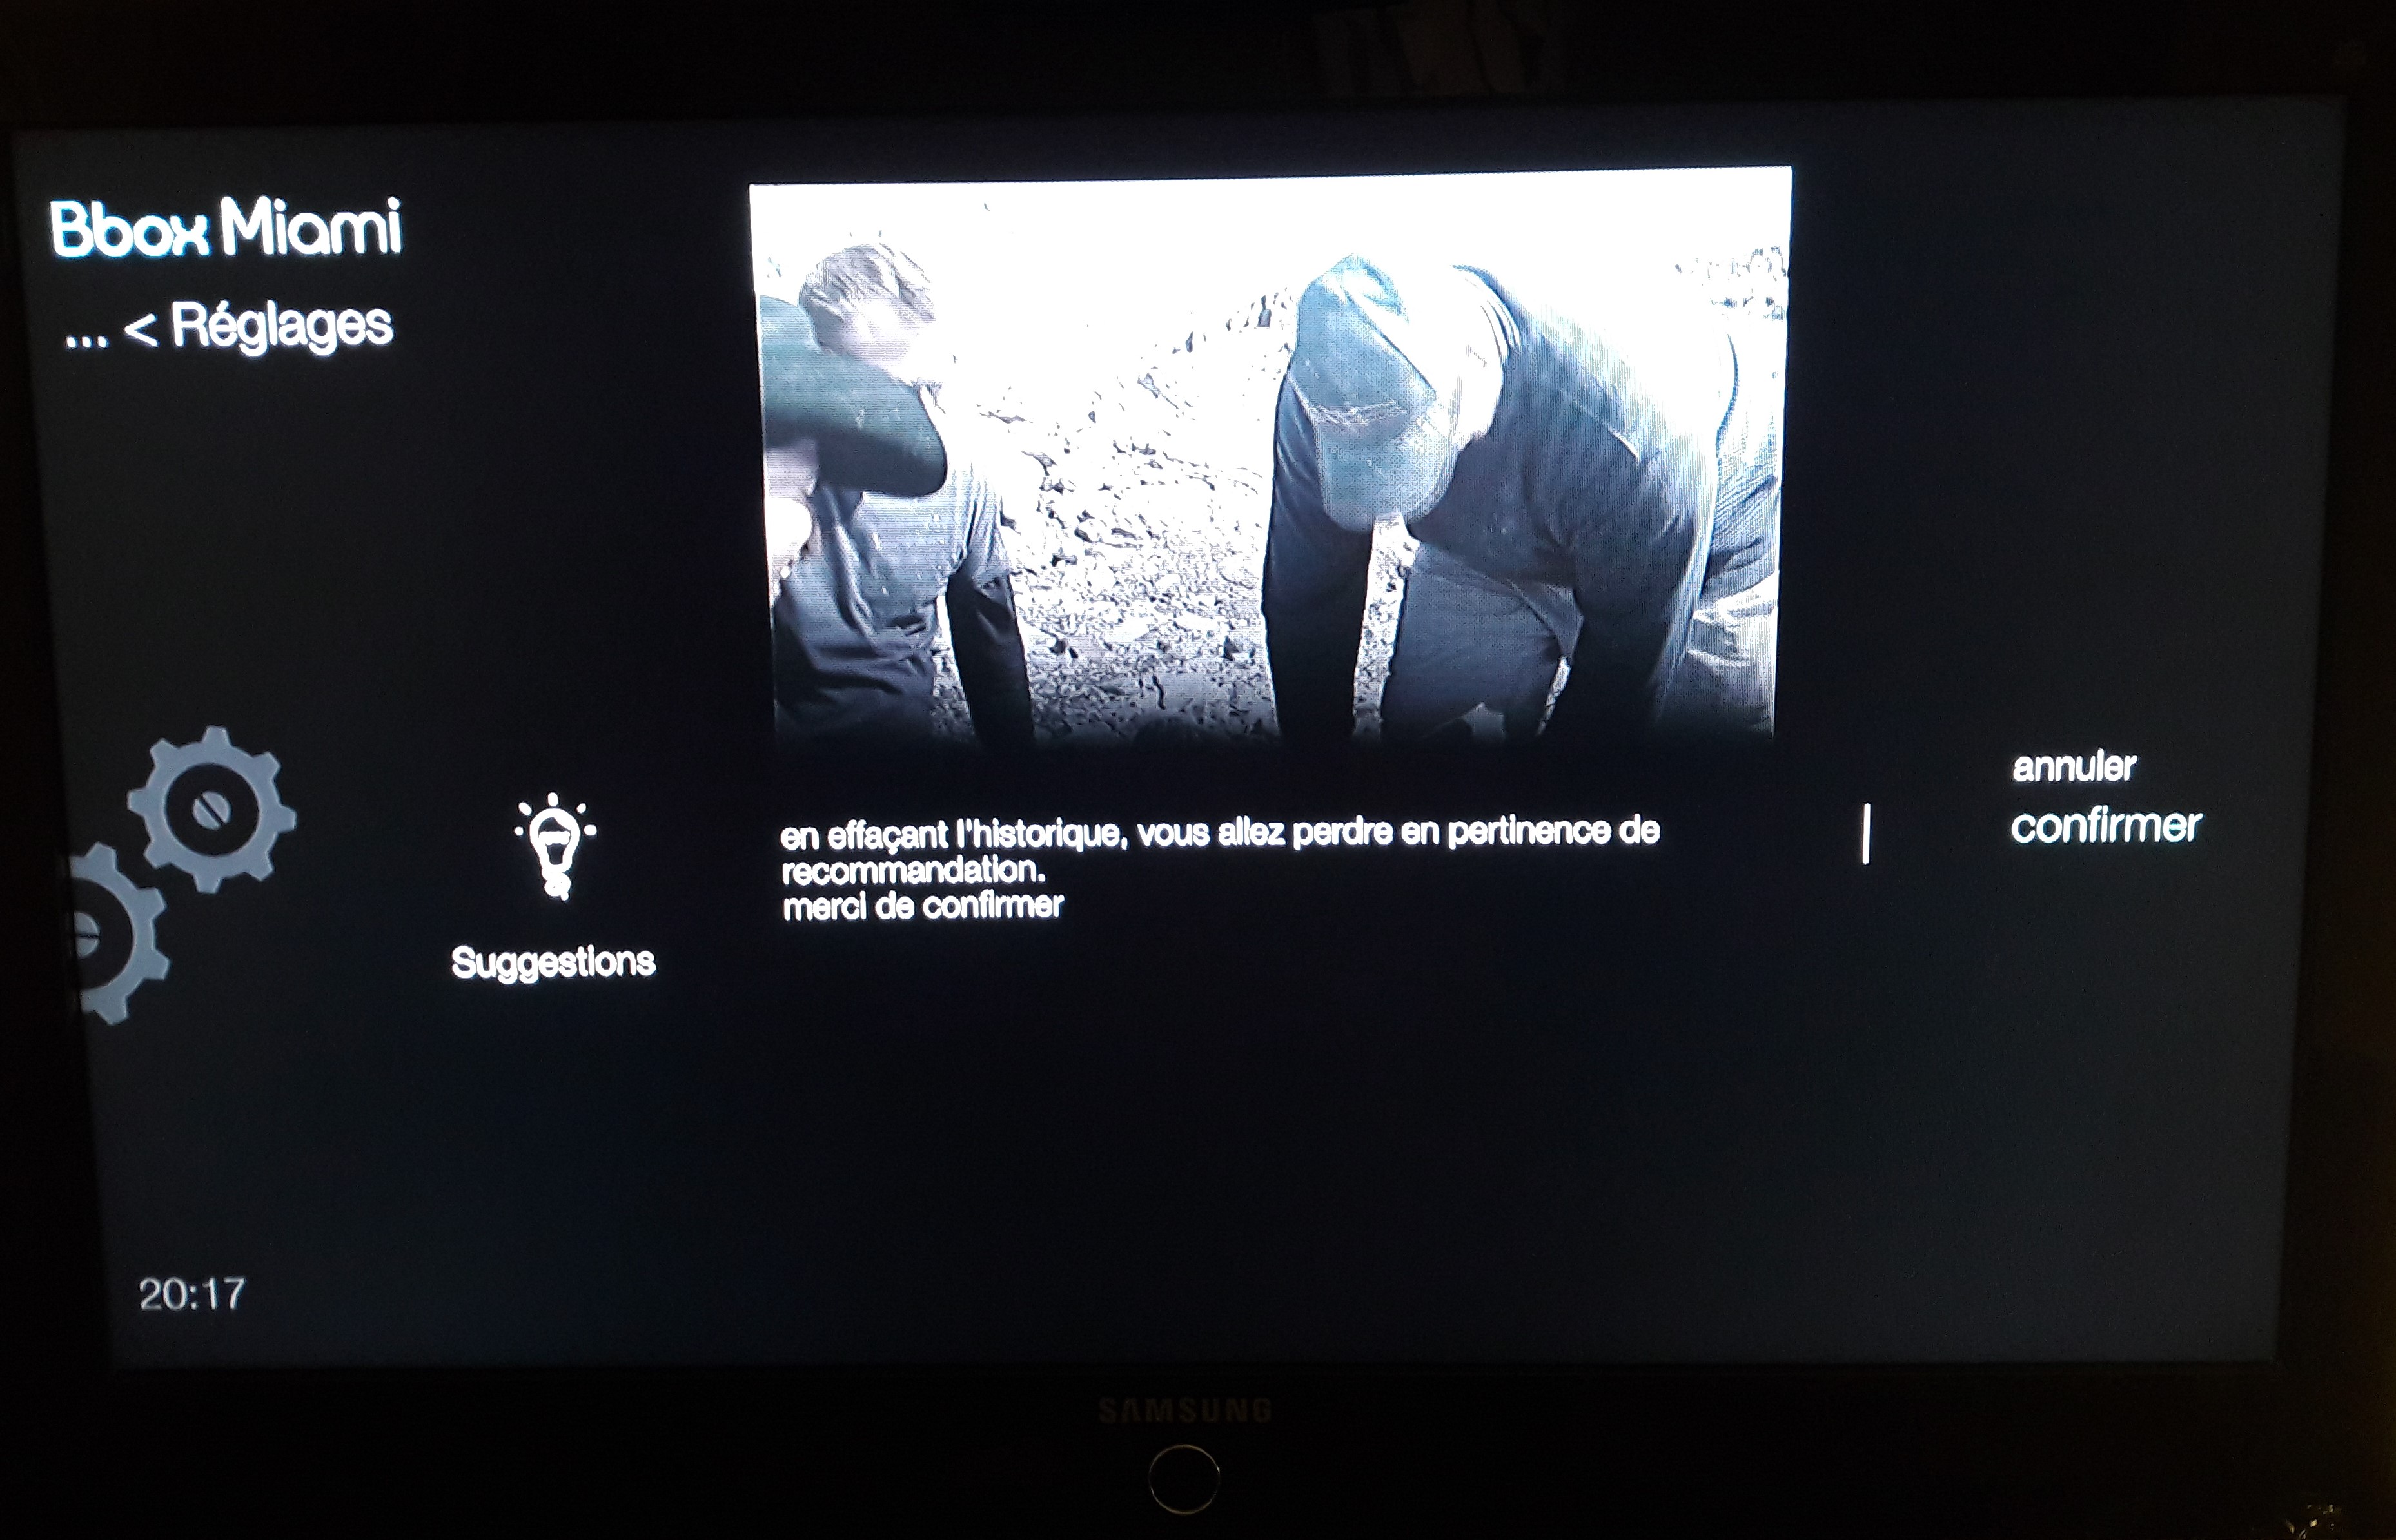 Bbox Miami
... < Réglages
annuler
confirmer
en effaçant l'historique, vous allez perdre en pertinence de
recommandation.
merci de confirmer
Suggestions
20:17
SAMSUNG